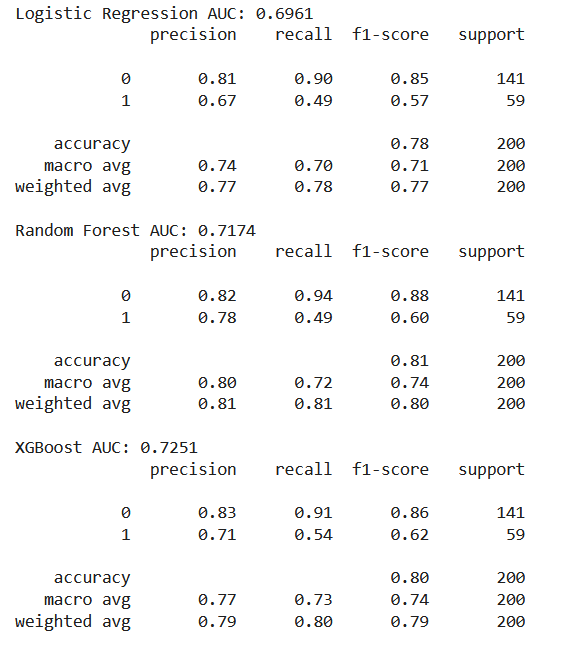 Logistic Regression AUC: 0.6961
precision recall f1-score support
0 0.81 0.90 0.85 141
1 0.67 0.49 0.57 59
accuracy 0.78 200
macro avg 0.74 0.70 0.71 200
weighted avg 0.77 0.78 0.77 200
Random Forest AUC: 0.7174
precision recall f1-score support
0 0.82 0.94 0.88 141
1 0.78 0.49 0.60 59
accuracy 0.81 200
macro avg 0.80 0.72 0.74 200
weighted avg 0.81 0.81 0.80 200
XGBoost AUC: 0.7251
precision recall f1-score support
0 0.83 0.91 0.86 141
1 0.71 0.54 0.62 59
accuracy 0.80 200
macro avg 0.77 0.73 0.74 200
weighted avg 0.79 0.80 0.79 200